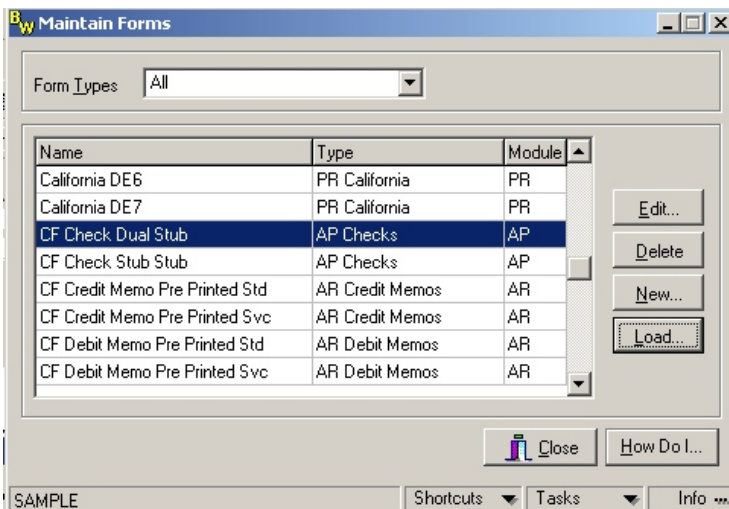 BW Maintain Forms
Form Types All
Name Type Module
California DE6 PR California PR
California DE7 PR California PR
CF Check Dual Stub AP Checks AP
CF Check Stub Stub AP Checks AP
CF Credit Memo Pre Printed Std AR Credit Memos AR
CF Credit Memo Pre Printed Svc AR Credit Memos AR
CF Debit Memo Pre Printed Std AR Debit Memos AR
CF Debit Memo Pre Printed Svc AR Debit Memos AR
Edit...
Delete
New...
Load...
Close How Do I...
SAMPLE Shortcuts Tasks Info ...